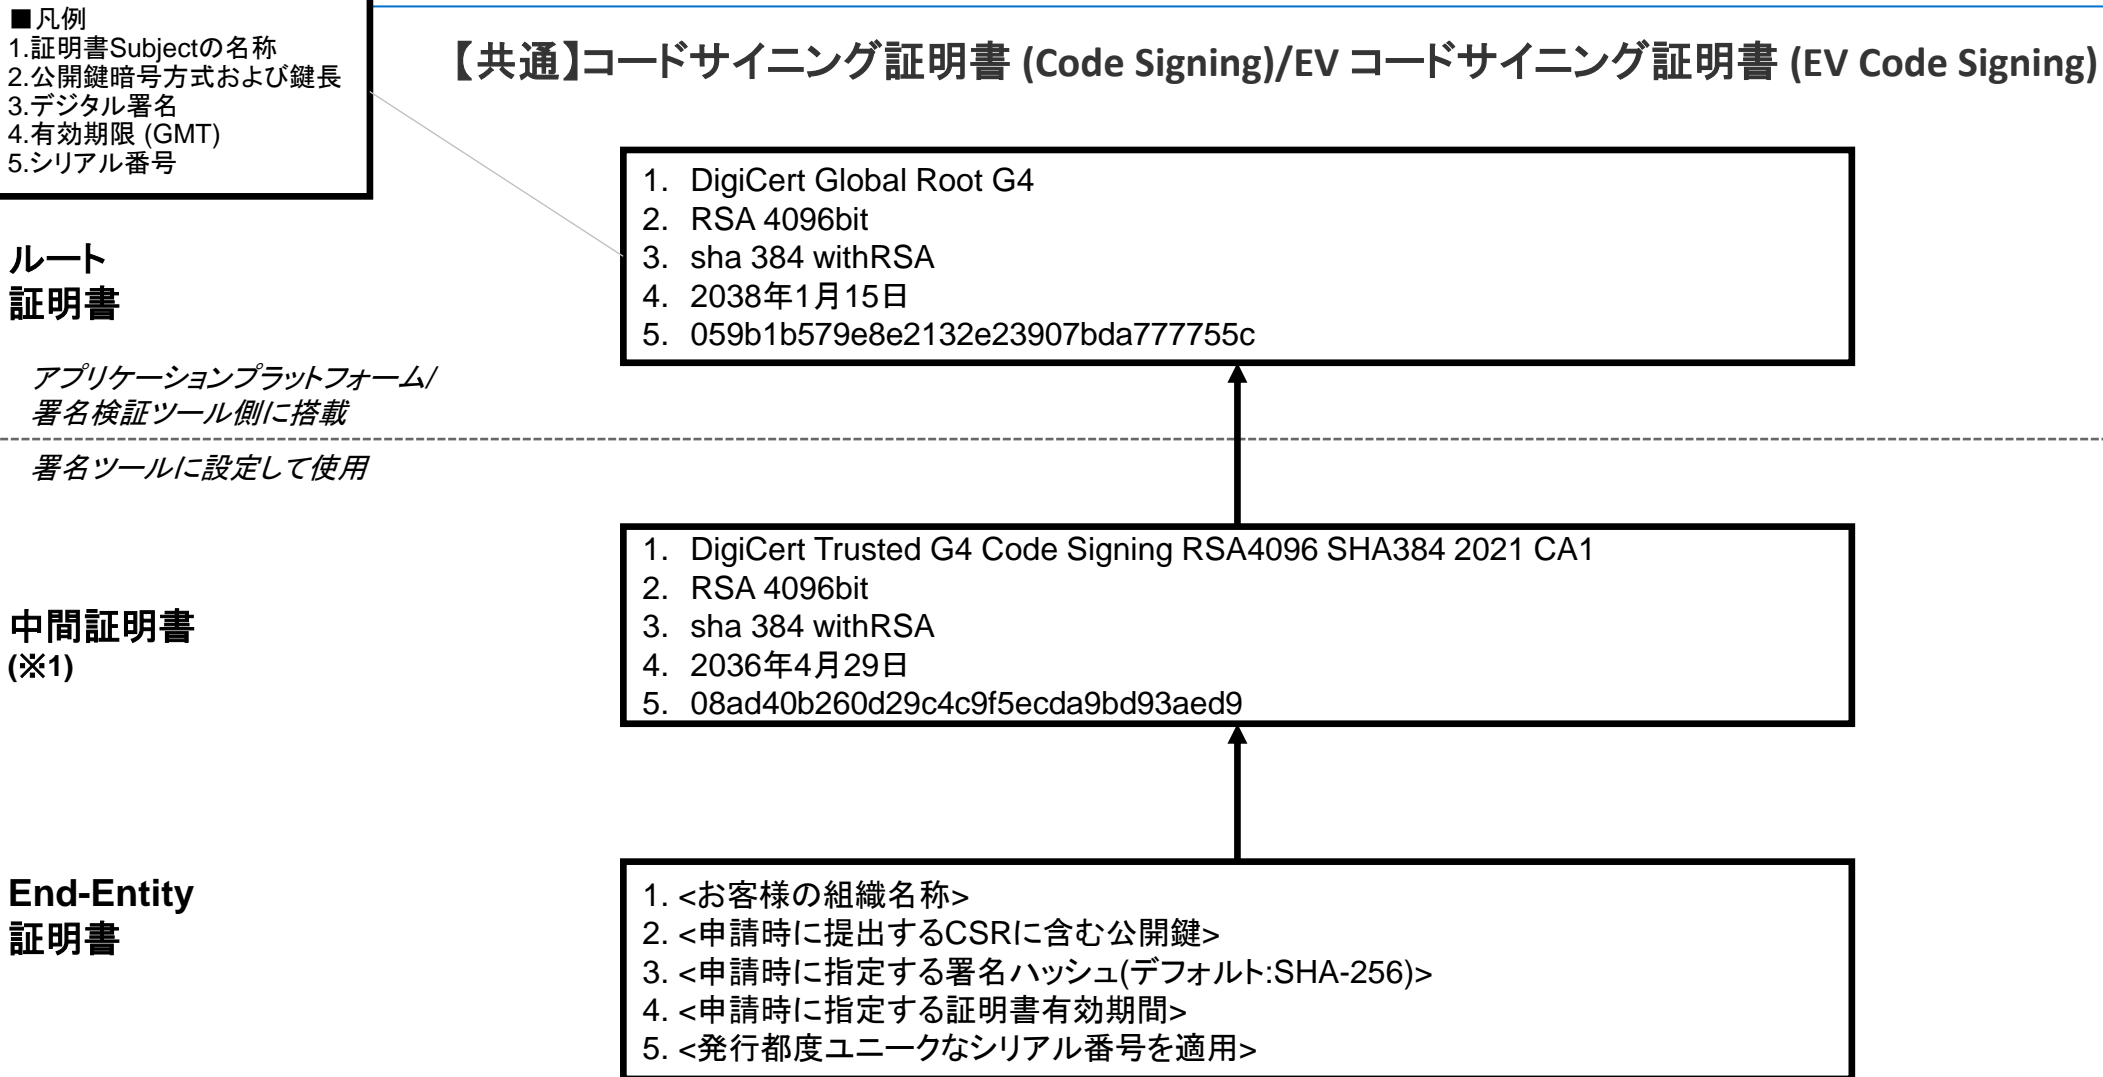 ■凡例
1.証明書Subjectの名称
2.公開鍵暗号方式および鍵長
3.デジタル署名
4.有効期限 (GMT)
5.シリアル番号
【共通】コードサイニング証明書 (Code Signing)/EV コードサイニング証明書 (EV Code Signing)
ルート
証明書
アプリケーションプラットフォーム/
署名検証ツール側に搭載
1. DigiCert Global Root G4
2. RSA 4096bit
3. sha 384 withRSA
4. 2038年1月15日
5. 059b1b579e8e2132e23907bda777755c
署名ツールに設定して使用
中間証明書
(※1)
1. DigiCert Trusted G4 Code Signing RSA4096 SHA384 2021 CA1
2. RSA 4096bit
3. sha 384 withRSA
4. 2036年4月29日
5. 08ad40b260d29c4c9f5ecda9bd93aed9
End-Entity
証明書
1. <お客様の組織名称>
2. <申請時に提出するCSRに含む公開鍵>
3. <申請時に指定する署名ハッシュ(デフォルト:SHA-256)>
4. <申請時に指定する証明書有効期間>
5. <発行都度ユニークなシリアル番号を適用>